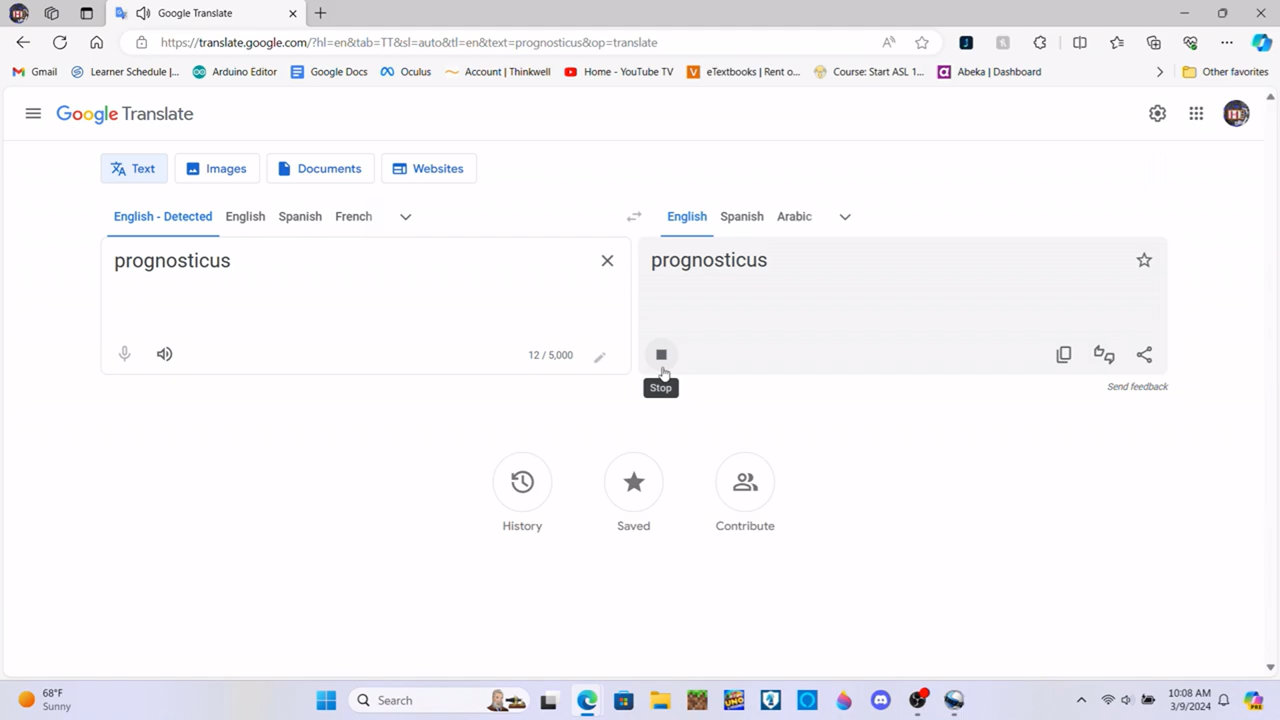 Google Translate
https://translate.google.com/?hl=en&tab=TT&sl=auto&tl=en&text=prognosticus&op=translate
Gmail Learner Schedule |... Arduino Editor Google Docs Oculus Account | Thinkwell Home - YouTube TV eTextbooks | Rent o... Course: Start ASL 1... Abeka | Dashboard Other favorites
Google Translate
Text Images Documents Websites
English - Detected English Spanish French English Spanish Arabic
prognosticus prognosticus
12 / 5,000
Stop
Send feedback
History Saved Contribute
68°F
Sunny
Search
10:08 AM
3/9/2024